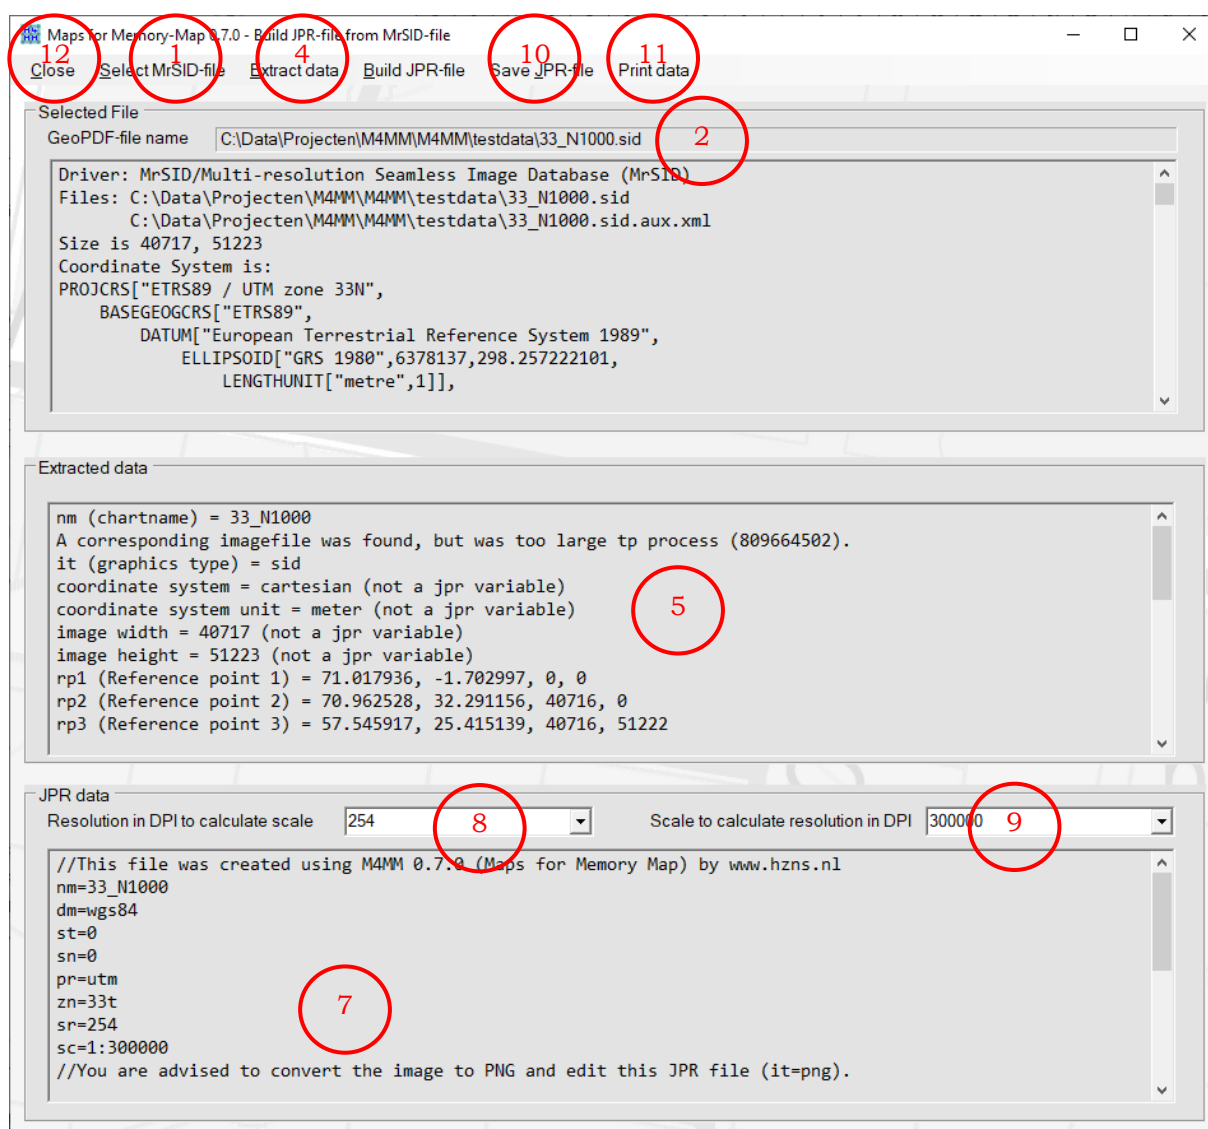 Maps for Memory-Map 0.7.0 - Build JPR-file from MrSID-file
12 1 4 10 11
Close Select MrSID-file Extract data Build JPR-file Save JPR-file Print data
Selected File
GeoPDF-file name C:\Data\Projecten\M4MM\M4MM\testdata\33_N1000.sid 2
Driver: MrSID/Multi-resolution Seamless Image Database (MrSID)
Files: C:\Data\Projecten\M4MM\M4MM\testdata\33_N1000.sid
C:\Data\Projecten\M4MM\M4MM\testdata\33_N1000.sid.aux.xml
Size is 40717, 51223
Coordinate System is:
PROJCRS["ETRS89 / UTM zone 33N",
BASEGEOGCRS["ETRS89",
DATUM["European Terrestrial Reference System 1989",
ELLIPSOID["GRS 1980",6378137,298.257222101,
LENGTHUNIT["metre",1]],
Extracted data
nm (chartname) = 33_N1000
A corresponding imagefile was found, but was too large tp process (809664502).
it (graphics type) = sid
coordinate system = cartesian (not a jpr variable)
coordinate system unit = meter (not a jpr variable)
5
image width = 40717 (not a jpr variable)
image height = 51223 (not a jpr variable)
rp1 (Reference point 1) = 71.017936, -1.702997, 0, 0
rp2 (Reference point 2) = 70.962528, 32.291156, 40716, 0
rp3 (Reference point 3) = 57.545917, 25.415139, 40716, 51222
JPR data
Resolution in DPI to calculate scale 254 8 Scale to calculate resolution in DPI 300000 9
//This file was created using M4MM 0.7.0 (Maps for Memory Map) by www.hzns.nl
nm=33_N1000
dm=wgs84
st=0
sn=0
pr=utm
zn=33t
7
sr=254
sc=1:300000
//You are advised to convert the image to PNG and edit this JPR file (it=png).